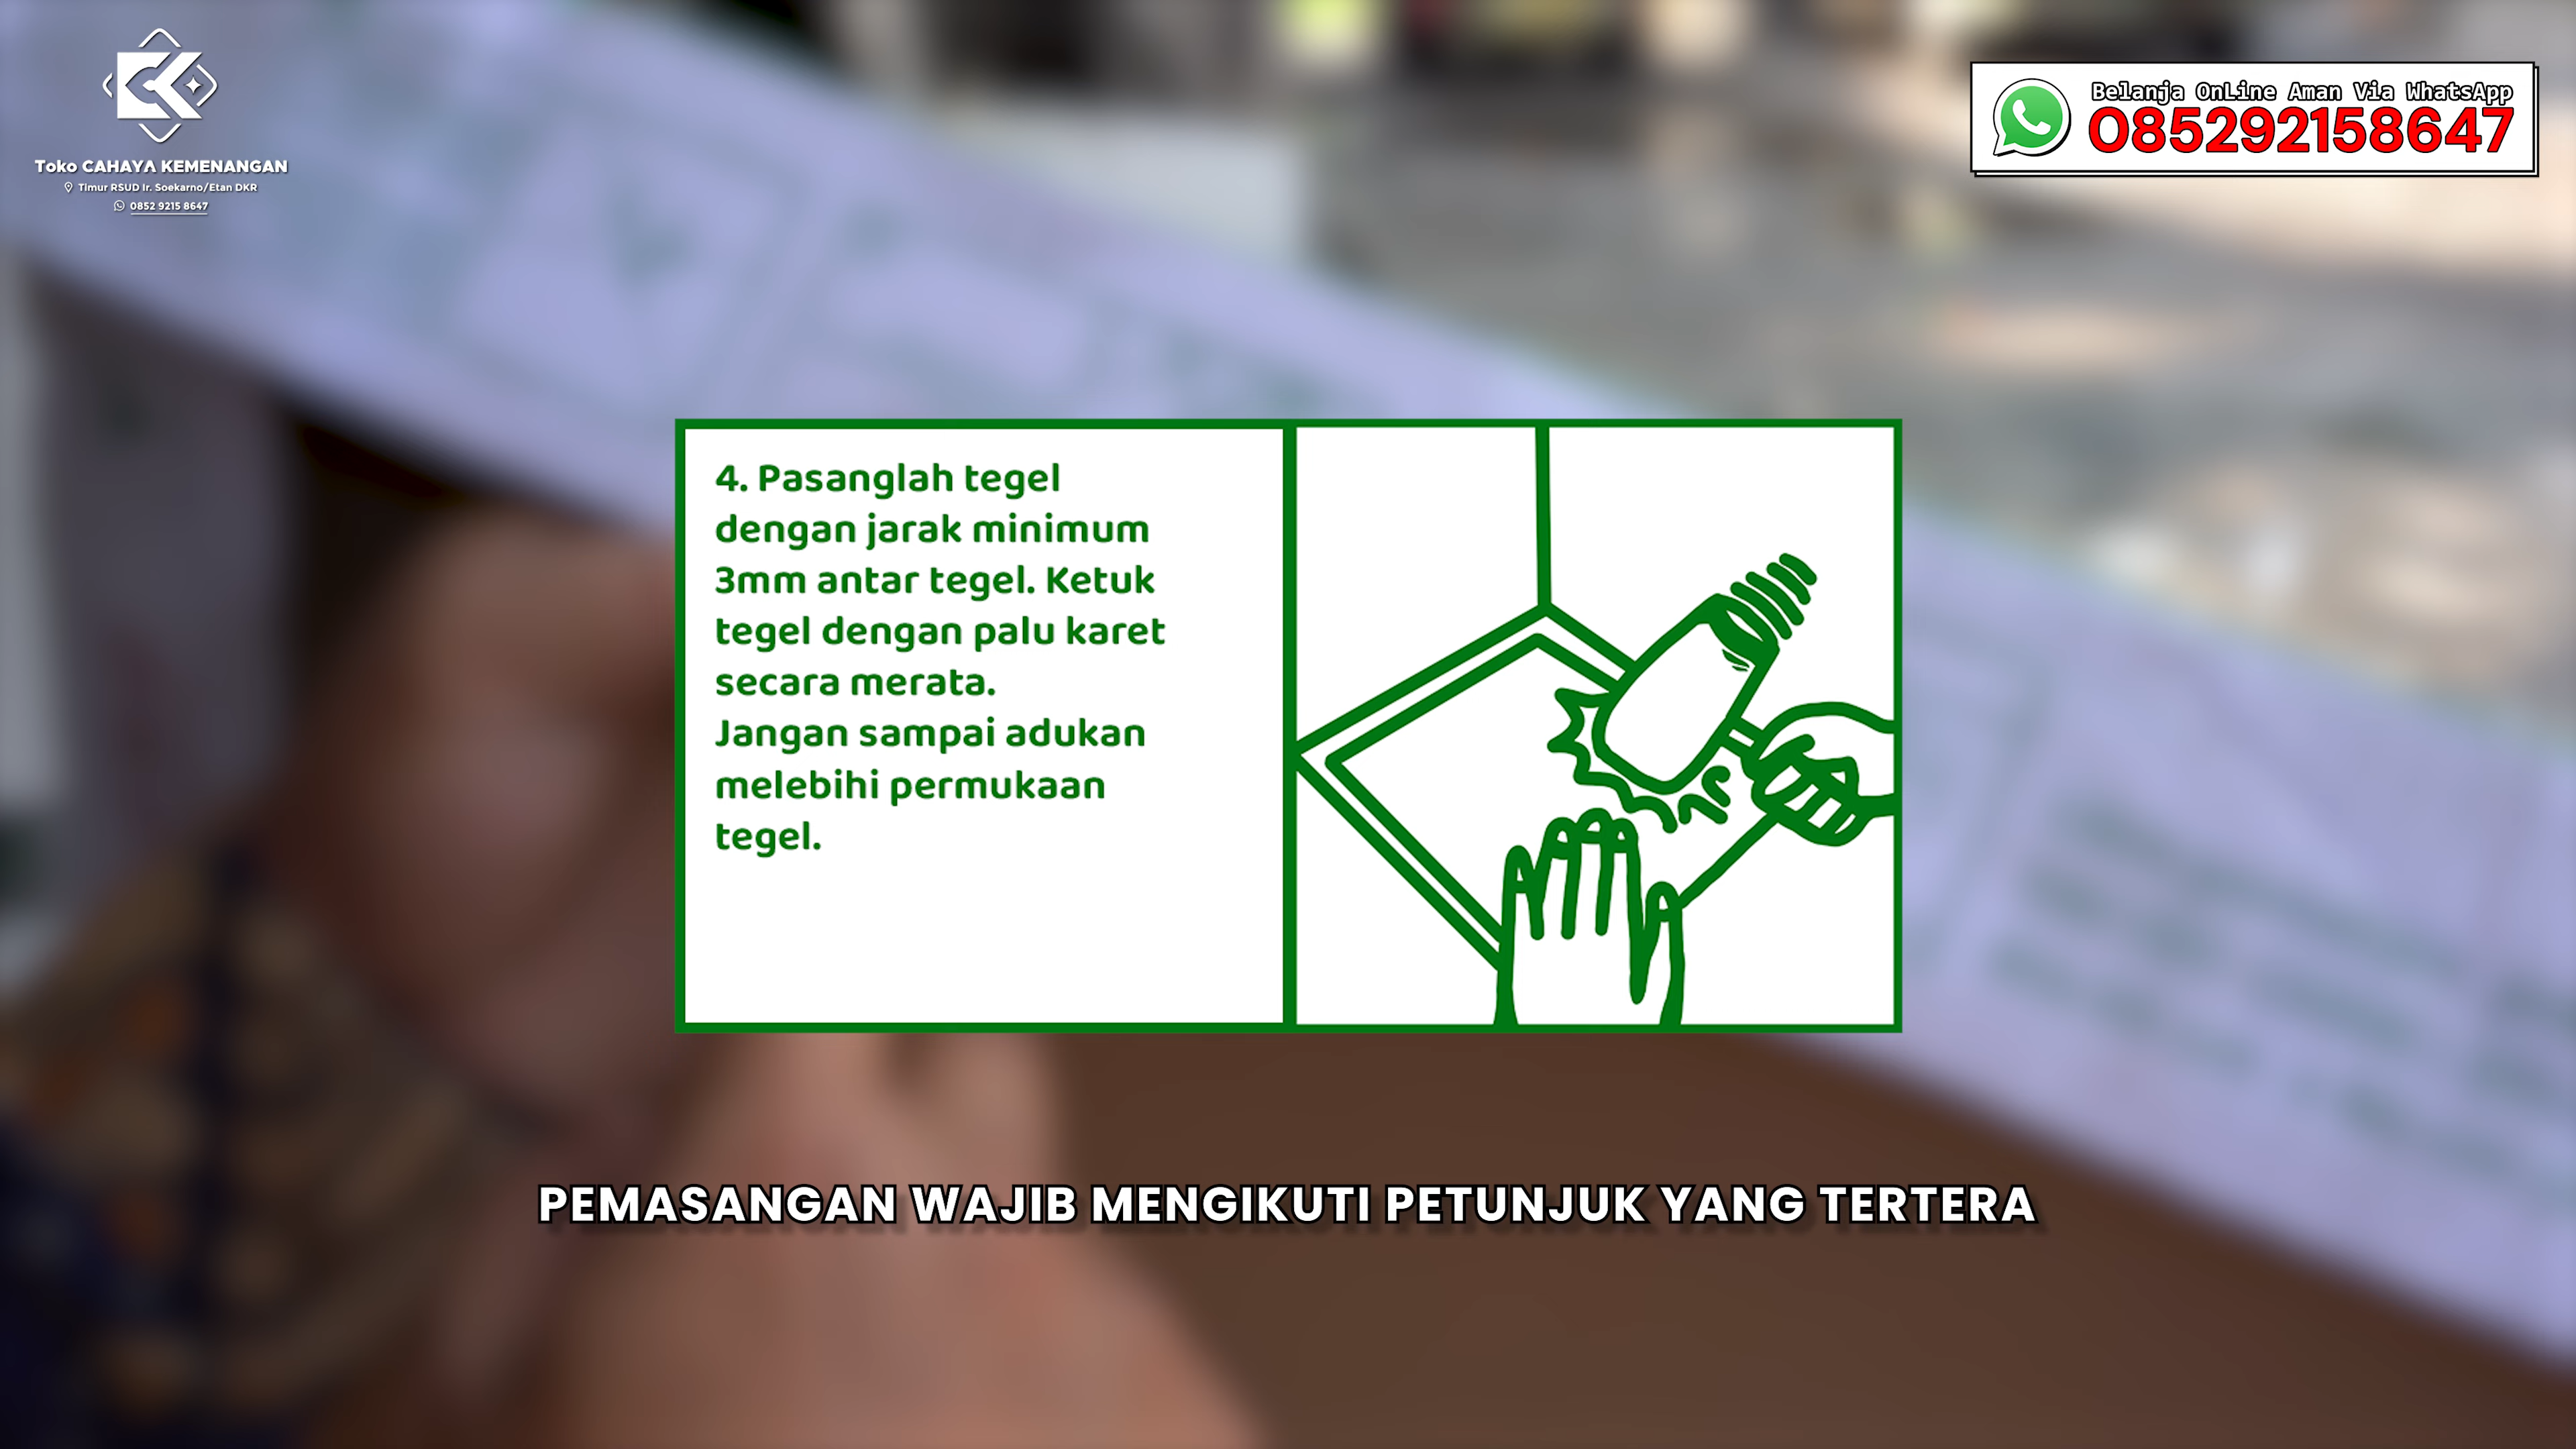 Toko CAHAYA KEMENANGAN
Timur RSUD Ir. Soekarno/Etan DKR
0852 9215 8647
Belanja OnLine Aman Via WhatsApp
085292158647
4. Pasanglah tegel
dengan jarak minimum
3mm antar tegel. Ketuk
tegel dengan palu karet
secara merata.
Jangan sampai adukan
melebihi permukaan
tegel.
PEMASANGAN WAJIB MENGIKUTI PETUNJUK YANG TERTERA